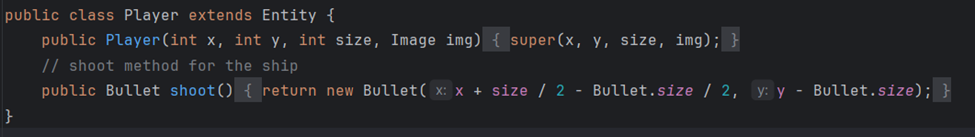 public class Player extends Entity {
public Player(int x, int y, int size, Image img) { super(x, y, size, img); }
// shoot method for the ship
public Bullet shoot() { return new Bullet( x: x + size / 2 - Bullet.size / 2, y: y - Bullet.size); }
}